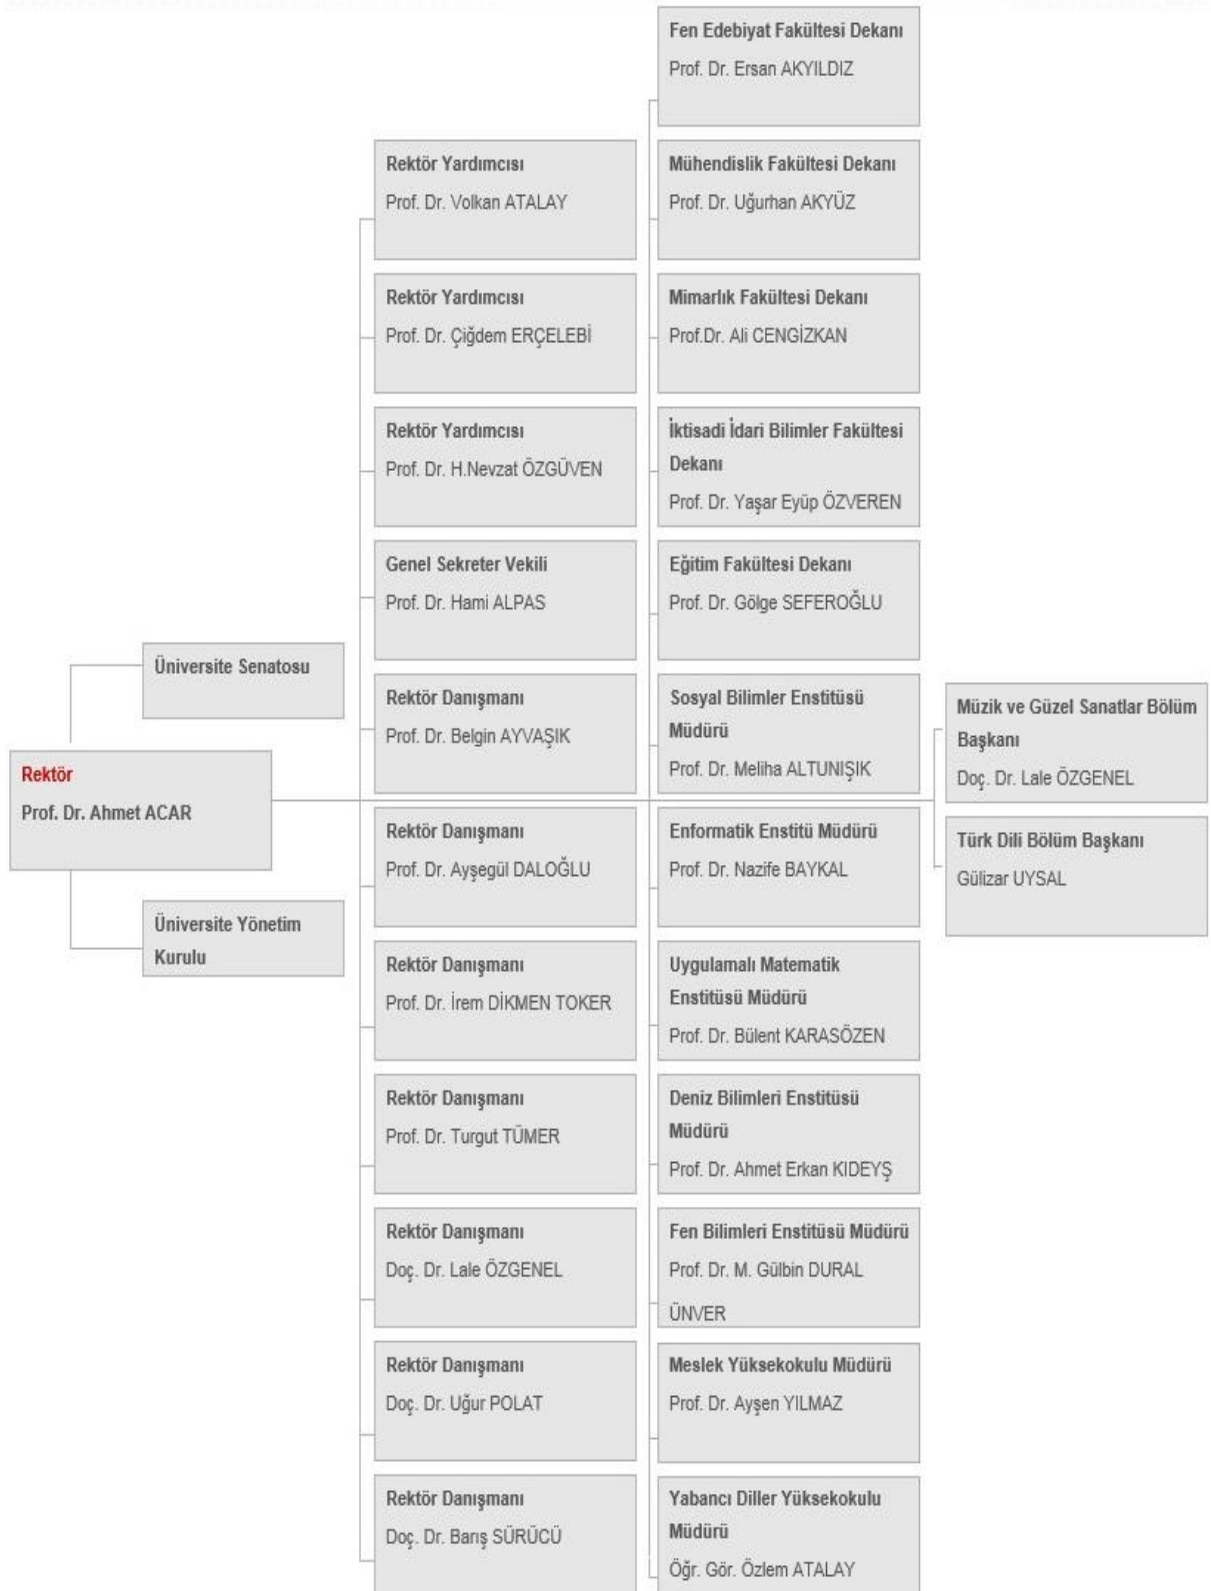 Rektör
Prof. Dr. Ahmet ACAR
Üniversite Senatosu
Üniversite Yönetim
Kurulu
Rektör Yardımcısı
Prof. Dr. Volkan ATALAY
Rektör Yardımcısı
Prof. Dr. Çiğdem ERÇELEBİ
Rektör Yardımcısı
Prof. Dr. H.Nevzat ÖZGÜVEN
Genel Sekreter Vekili
Prof. Dr. Hami ALPAS
Rektör Danışmanı
Prof. Dr. Belgin AYVAŞIK
Rektör Danışmanı
Prof. Dr. Ayşegül DALOĞLU
Rektör Danışmanı
Prof. Dr. İrem DİKMEN TOKER
Rektör Danışmanı
Prof. Dr. Turgut TÜMER
Rektör Danışmanı
Doç. Dr. Lale ÖZGENEL
Rektör Danışmanı
Doç. Dr. Uğur POLAT
Rektör Danışmanı
Doç. Dr. Barış SÜRÜCÜ
Fen Edebiyat Fakültesi Dekanı
Prof. Dr. Ersan AKYILDIZ
Mühendislik Fakültesi Dekanı
Prof. Dr. Uğurhan AKYÜZ
Mimarlık Fakültesi Dekanı
Prof.Dr. Ali CENGİZKAN
İktisadi İdari Bilimler Fakültesi
Dekanı
Prof. Dr. Yaşar Eyüp ÖZVEREN
Eğitim Fakültesi Dekanı
Prof. Dr. Gölge SEFEROĞLU
Sosyal Bilimler Enstitüsü
Müdürü
Prof. Dr. Meliha ALTUNIŞIK
Enformatik Enstitü Müdürü
Prof. Dr. Nazife BAYKAL
Uygulamalı Matematik
Enstitüsü Müdürü
Prof. Dr. Bülent KARASÖZEN
Deniz Bilimleri Enstitüsü
Müdürü
Prof. Dr. Ahmet Erkan KIDEYŞ
Fen Bilimleri Enstitüsü Müdürü
Prof. Dr. M. Gülbin DURAL
ÜNVER
Meslek Yüksekokulu Müdürü
Prof. Dr. Ayşen YILMAZ
Yabancı Diller Yüksekokulu
Müdürü
Öğr. Gör. Özlem ATALAY
Müzik ve Güzel Sanatlar Bölüm
Başkanı
Doç. Dr. Lale ÖZGENEL
Türk Dili Bölüm Başkanı
Gülizar UYSAL